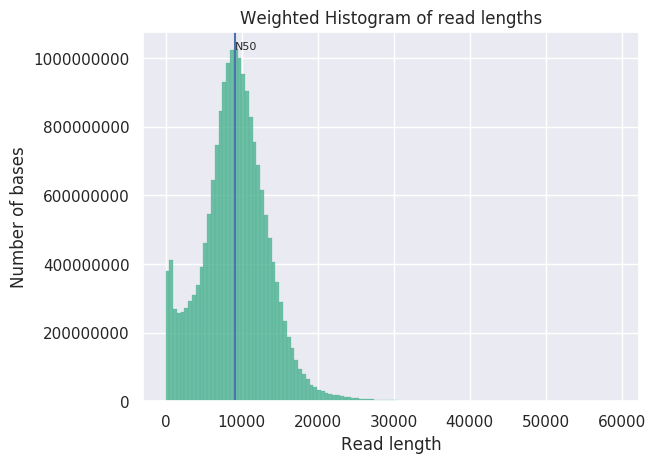 Weighted Histogram of read lengths
N50
1000000000
800000000
600000000
400000000
200000000
0
Number of bases
0 10000 20000 30000 40000 50000 60000
Read length